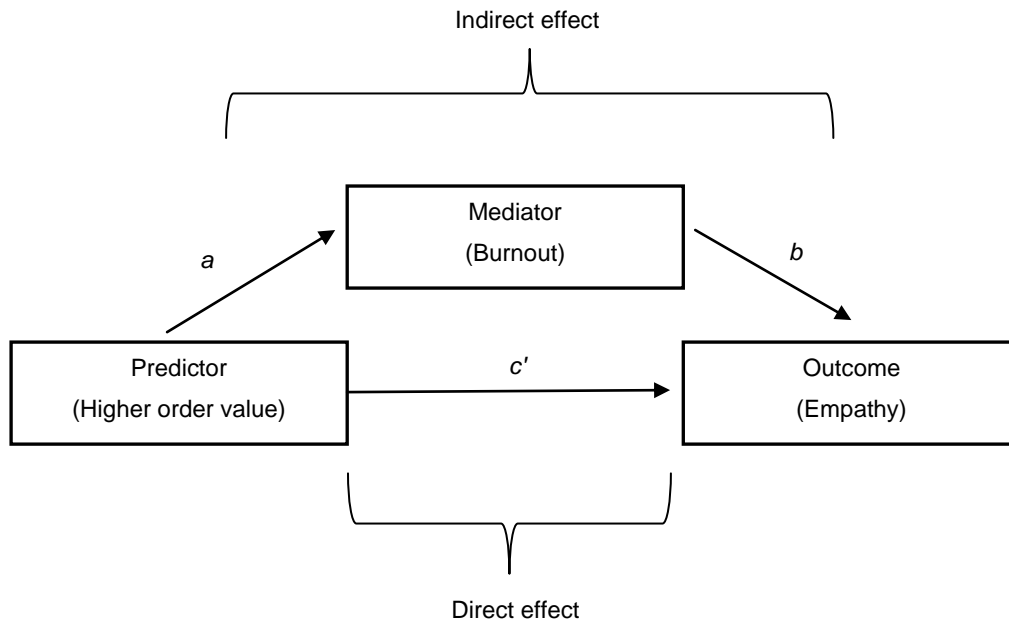 Indirect effect
Mediator
(Burnout)
a
b
Predictor
(Higher order value)
c'
Outcome
(Empathy)
Direct effect